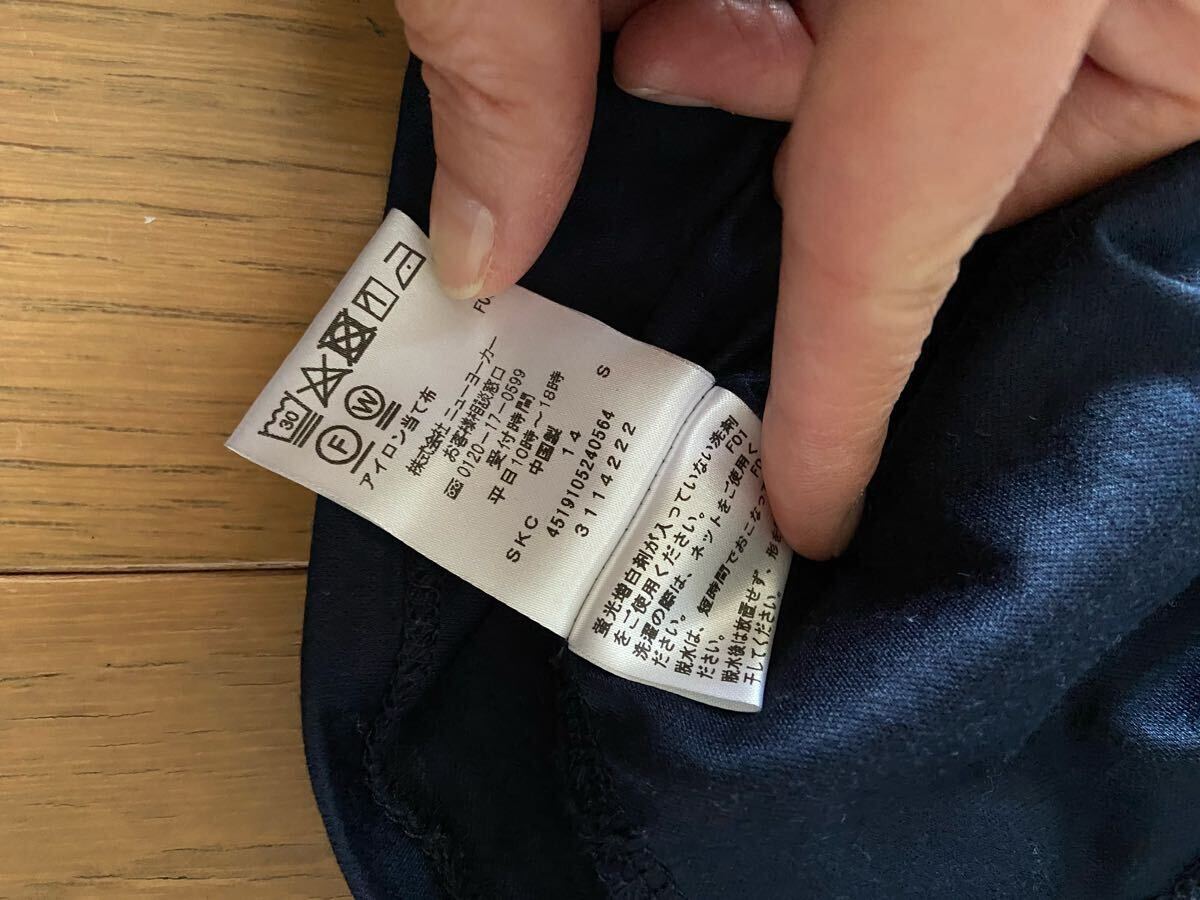 30
F W
アイロン当て布
株式会社ニューヨーカー
お客様相談窓口
0120-17-0599
受付時間
平日10時~18時
中国製
14
SKC S
4519105240564
3114222
蛍光増白剤が入っていない洗剤
をご使用ください。 F01
洗濯の際は、ネットをご使用く
ださい。
脱水は、短時間でおこなって
ださい。
脱水後は放置せず、形を
干してください。